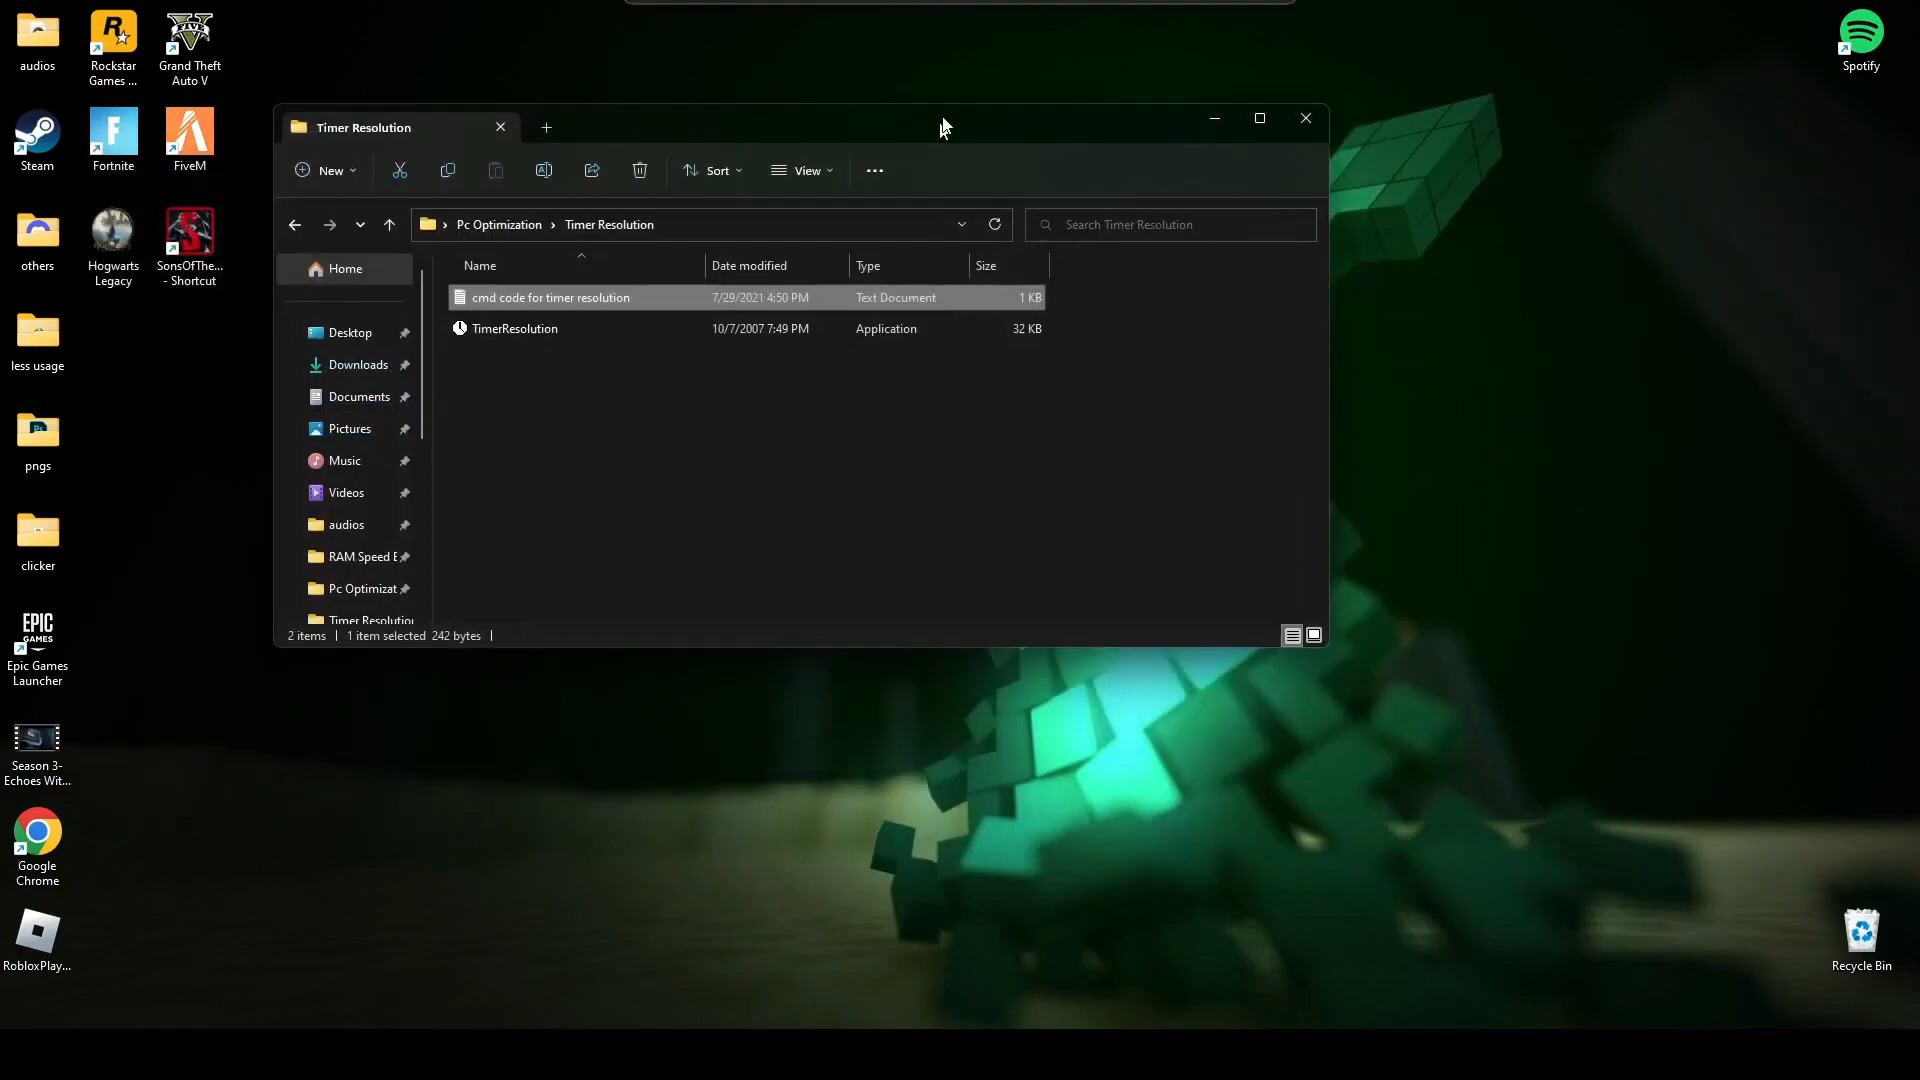 audios
Rockstar
Games ...
Grand Theft
Auto V
Spotify
Steam
Fortnite
FiveM
others
Hogwarts
Legacy
SonsOfThe...
- Shortcut
less usage
pngs
clicker
EPIC
GAMES
Epic Games
Launcher
Season 3-
Echoes Wit...
Google
Chrome
RobloxPlay...
Recycle Bin
Timer Resolution
New
Sort
View
Pc Optimization > Timer Resolution
Search Timer Resolution
Home
Desktop
Downloads
Documents
Pictures
Music
Videos
audios
RAM Speed E
Pc Optimizat
Timer Resolution
Name Date modified Type Size
cmd code for timer resolution 7/29/2021 4:50 PM Text Document 1 KB
TimerResolution 10/7/2007 7:49 PM Application 32 KB
2 items | 1 item selected 242 bytes |